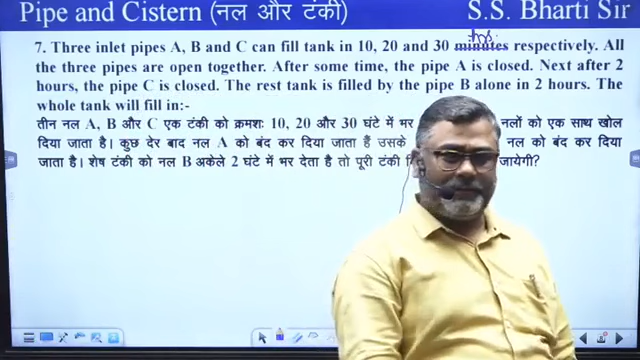 Pipe and Cistern (नल और टंकी)
S.S. Bharti Sir
hrs.
7. Three inlet pipes A, B and C can fill tank in 10, 20 and 30 minutes respectively. All
the three pipes are open together. After some time, the pipe A is closed. Next after 2
hours, the pipe C is closed. The rest tank is filled by the pipe B alone in 2 hours. The
whole tank will fill in:-
तीन नल A, B और C एक टंकी को क्रमशः 10, 20 और 30 घंटे में भर नलों को एक साथ खोल
दिया जाता है। कुछ देर बाद नल A को बंद कर दिया जाता हैं उसके नल को बंद कर दिया
जाता है। शेष टंकी को नल B अकेले 2 घंटे में भर देता है तो पूरी टंकी जायेगी?